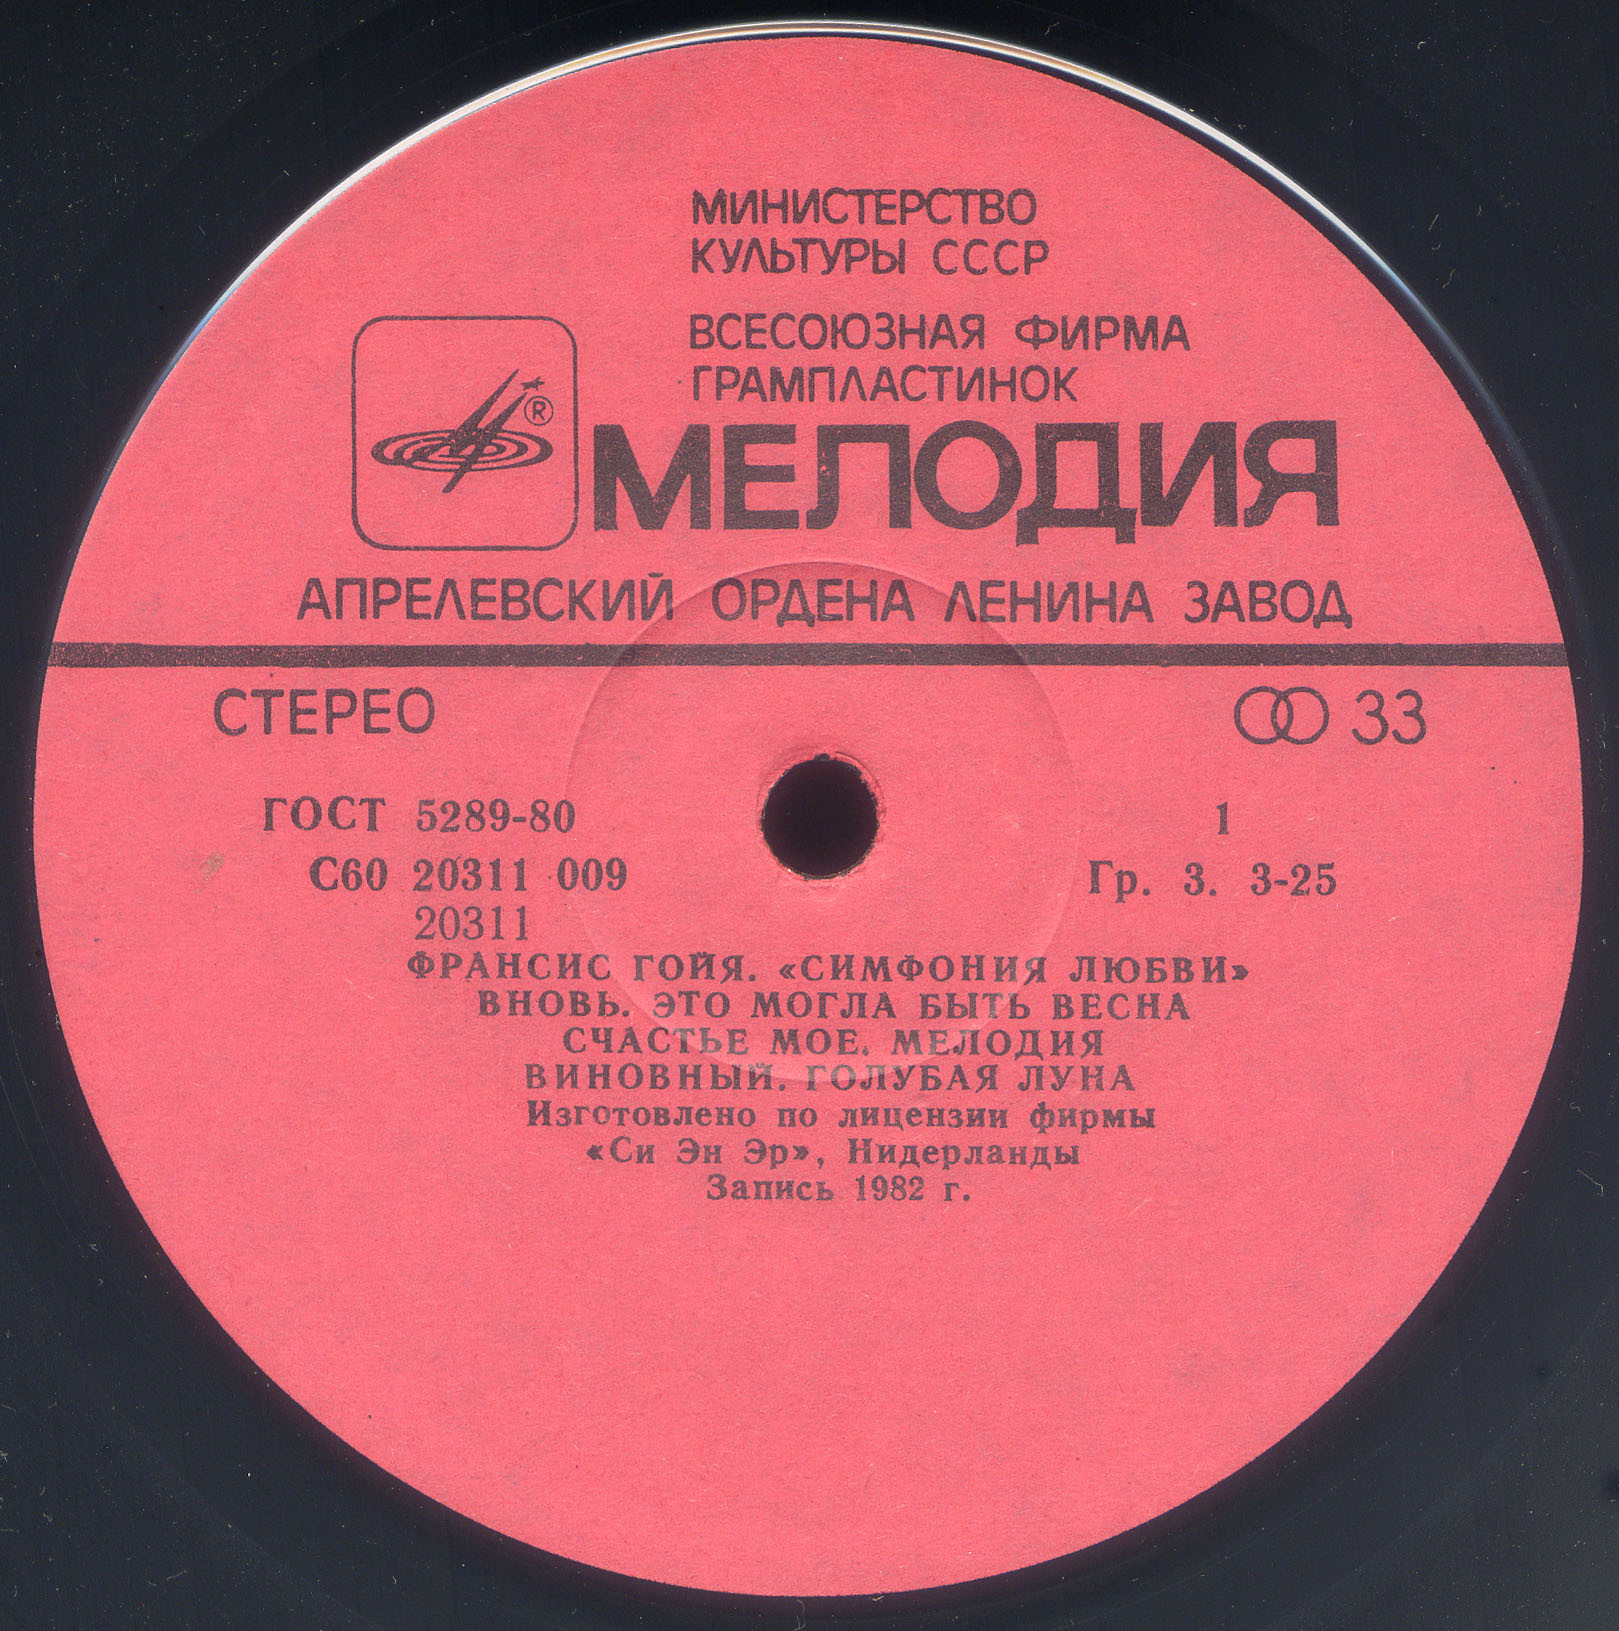 МИНИСТЕРСТВО
КУЛЬТУРЫ СССР
ВСЕСОЮЗНАЯ ФИРМА
ГРАМПЛАСТИНОК
®
МЕЛОДИЯ
АПРЕЛЕВСКИЙ ОРДЕНА ЛЕНИНА ЗАВОД
СТЕРЕО 33
ГОСТ 5289-80 1
С60 20311 009 Гр. 3. 3-25
20311
ФРАНСИС ГОЙЯ. «СИМФОНИЯ ЛЮБВИ»
ВНОВЬ. ЭТО МОГЛА БЫТЬ ВЕСНА
СЧАСТЬЕ МОЕ. МЕЛОДИЯ
ВИНОВНЫЙ. ГОЛУБАЯ ЛУНА
Изготовлено по лицензии фирмы
«Си Эн Эр», Нидерланды
Запись 1982 г.